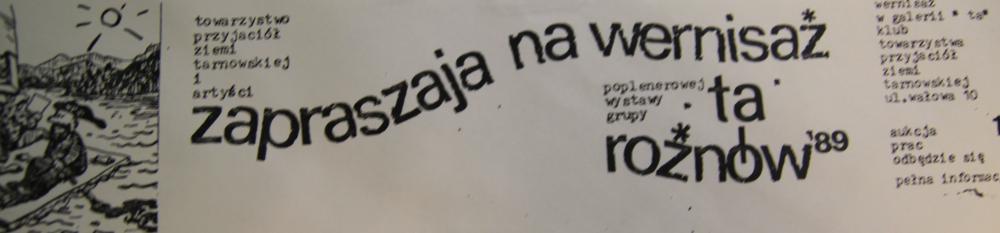 towarzystwo
przyjaciół
ziemi
tarnowskiej
i
artyści
zapraszaja na wernisaż
poplenerowej
wystawy
grupy
"ta"
rożnów '89
wernisaż
w galerii " ta"
klub
towarzystwa
przyjaciół
ziemi
tarnowskiej
ul.wałowa 10
aukcja
prac
odbędzie się
pełna informac